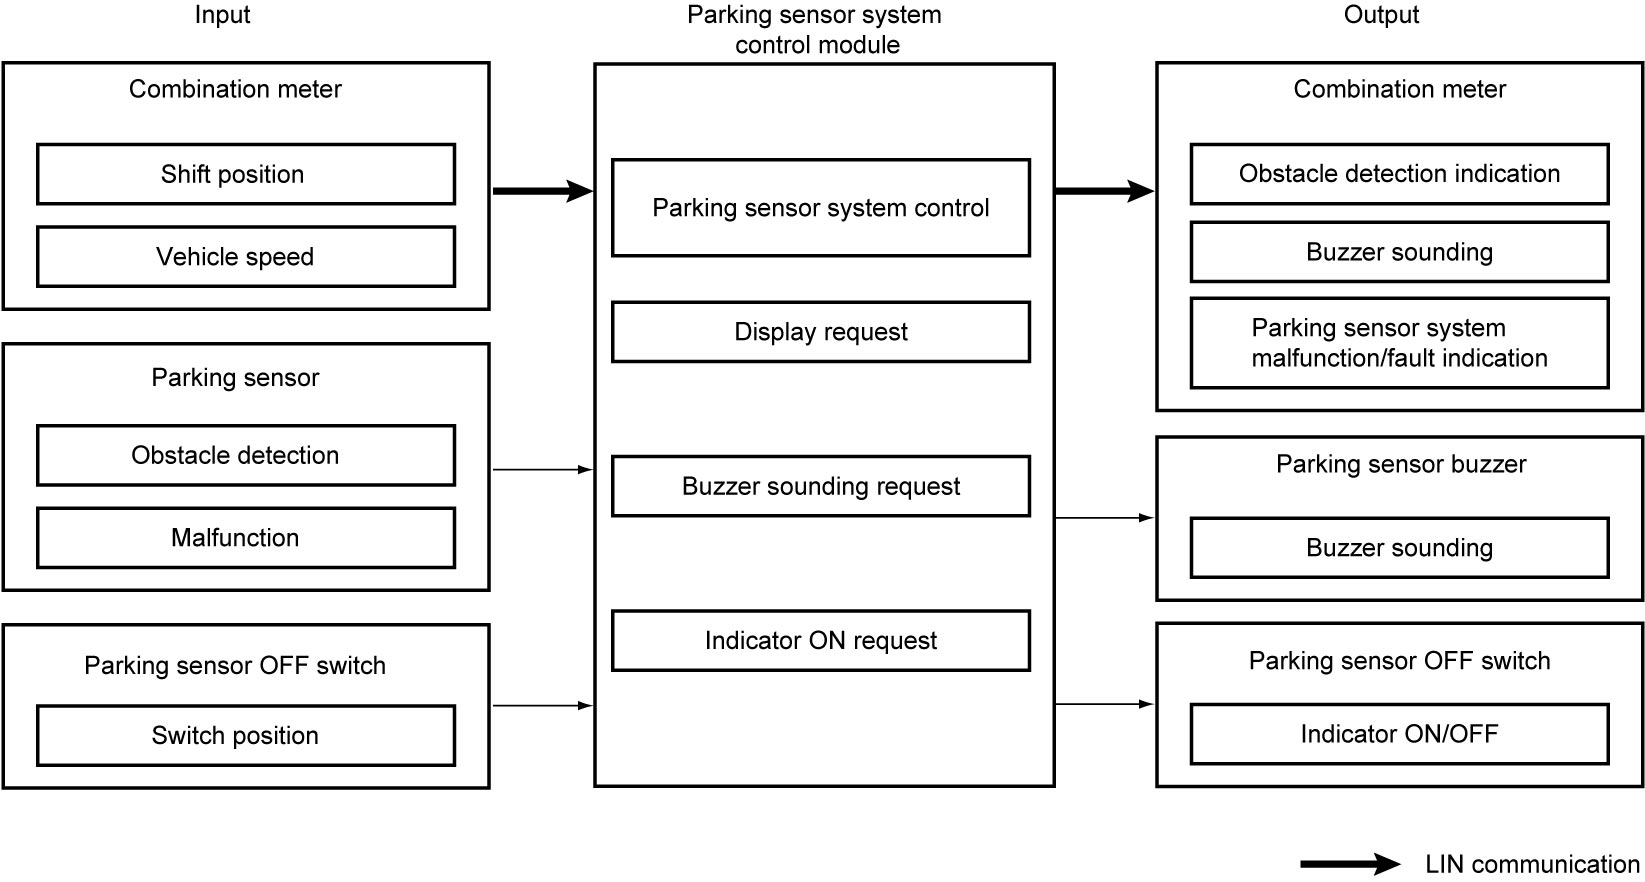 Input
Combination meter
Shift position
Vehicle speed
Parking sensor
Obstacle detection
Malfunction
Parking sensor OFF switch
Switch position
Parking sensor system
control module
Parking sensor system control
Display request
Buzzer sounding request
Indicator ON request
Output
Combination meter
Obstacle detection indication
Buzzer sounding
Parking sensor system
malfunction/fault indication
Parking sensor buzzer
Buzzer sounding
Parking sensor OFF switch
Indicator ON/OFF
LIN communication